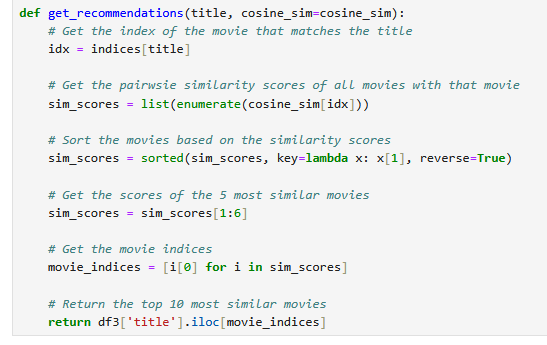 def get_recommendations(title, cosine_sim=cosine_sim):
    # Get the index of the movie that matches the title
    idx = indices[title]

    # Get the pairwsie similarity scores of all movies with that movie
    sim_scores = list(enumerate(cosine_sim[idx]))

    # Sort the movies based on the similarity scores
    sim_scores = sorted(sim_scores, key=lambda x: x[1], reverse=True)

    # Get the scores of the 5 most similar movies
    sim_scores = sim_scores[1:6]

    # Get the movie indices
    movie_indices = [i[0] for i in sim_scores]

    # Return the top 10 most similar movies
    return df3['title'].iloc[movie_indices]